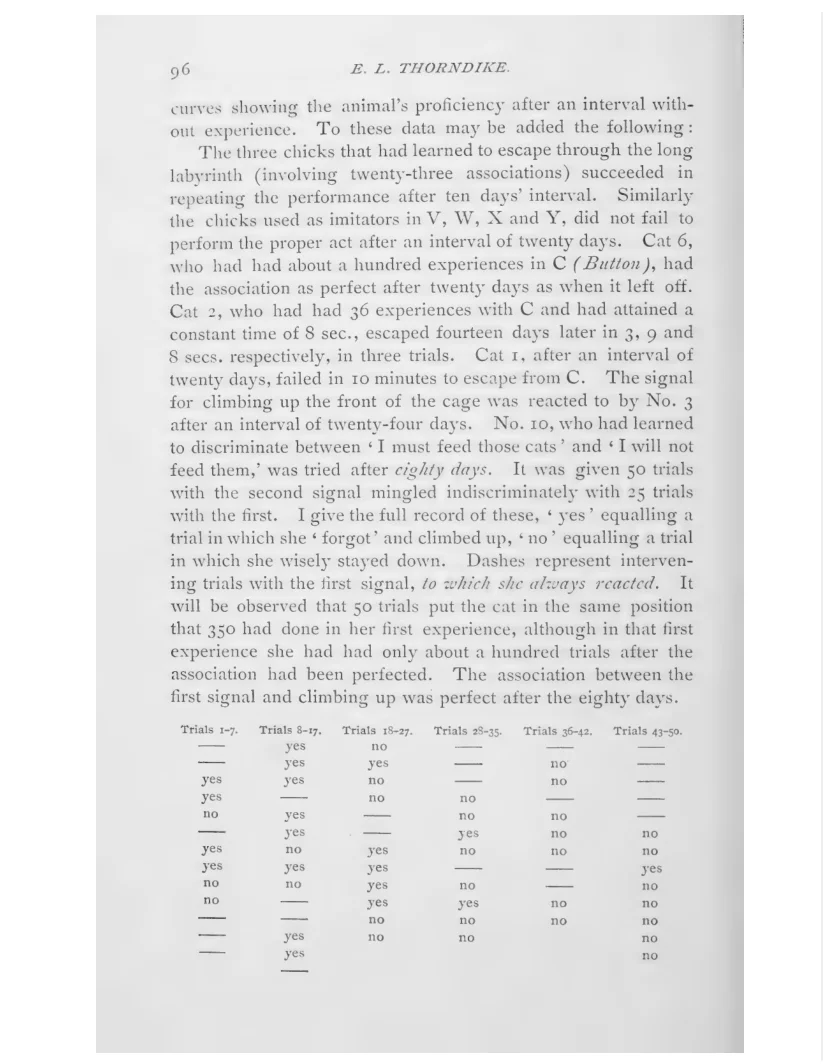 96 E. L. THORNDIKE.
curves showing the animal's proficiency after an interval with-
out experience. To these data may be added the following:
The three chicks that had learned to escape through the long
labyrinth (involving twenty-three associations) succeeded in
repeating the performance after ten days' interval. Similarly
the chicks used as imitators in V, W, X and Y, did not fail to
perform the proper act after an interval of twenty days. Cat 6,
who had had about a hundred experiences in C (Button), had
the association as perfect after twenty days as when it left off.
Cat 2, who had had 36 experiences with C and had attained a
constant time of 8 sec., escaped fourteen days later in 3, 9 and
8 secs. respectively, in three trials. Cat 1, after an interval of
twenty days, failed in 10 minutes to escape from C. The signal
for climbing up the front of the cage was reacted to by No. 3
after an interval of twenty-four days. No. 10, who had learned
to discriminate between ‘I must feed those cats’ and ‘I will not
feed them,’ was tried after eighty days. It was given 50 trials
with the second signal mingled indiscriminately with 25 trials
with the first. I give the full record of these, ‘yes’ equalling a
trial in which she ‘forgot’ and climbed up, ‘no’ equalling a trial
in which she wisely stayed down. Dashes represent interven-
ing trials with the first signal, to which she always reacted. It
will be observed that 50 trials put the cat in the same position
that 350 had done in her first experience, although in that first
experience she had had only about a hundred trials after the
association had been perfected. The association between the
first signal and climbing up was perfect after the eighty days.
Trials 1-7. Trials 8-17. Trials 18-27. Trials 28-35. Trials 36-42. Trials 43-50.
— yes no — — —
— yes yes — no —
yes yes no — no —
yes — no no — —
no yes — no no —
— yes — yes no no
yes no yes no no no
yes yes yes — — yes
no no yes no — no
no — yes yes no no
— — no no no no
— yes no no no
— yes no
—